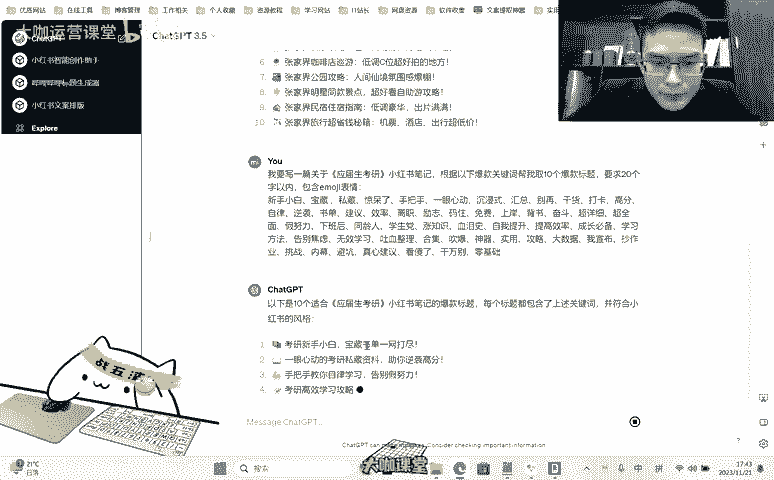 优惠网站 在线工具 博客管理 工作相关 个人收藏 资源教程 学习网站 IT站长 网盘资源 软件收费 文案提取神器
大咖运营课堂
ChatGPT
小红书智能创作助手
哔哩哔哩标题生成器
小红书文案排版
Explore
ChatGPT 3.5
6. 张家界咖啡店巡游：低调C位超好拍的地方！
7. 张家界公园攻略：人间仙境氛围感爆棚！
8. 张家界明星同款景点，超好看自助游攻略！
9. 张家界民宿住宿指南：低调豪华，出片满满！
10. 张家界旅行超省钱秘籍：机票、酒店、出行超低价！
You
我要写一篇关于《应届生考研》小红书笔记，根据以下爆款关键词帮我取10个爆款标题，要求20个
字以内，包含emoji表情：
新手小白、宝藏、私藏、惊呆了、手把手、一眼心动、沉浸式、汇总、别再、干货、打卡、高分、
自律、逆袭、书单、建议、效率、离职、励志、码住、免费、上岸、背书、奋斗、超详细、超全
面、假努力、下班后、同龄人、学生党、涨知识、血泪史、自我提升、提高效率、成长必备、学习
方法、告别焦虑、无效学习、吐血整理、合集、吹爆、神器、实用、攻略、大数据、我宣布、抄作
业、挑战、内幕、避坑、真心建议、看傻了、千万别、零基础
ChatGPT
以下是10个适合《应届生考研》小红书笔记的爆款标题，每个标题都包含了上述关键词，并符合小
红书的风格：
1. 考研新手小白，宝藏书单一网打尽！
2. 一眼心动的考研私藏资料，助你逆袭高分！
3. 手把手教你自律学习，告别假努力！
4. 考研高效学习攻略
战五渣
Message ChatGPT...
ChatGPT can make mistakes. Consider checking important information.
大咖课堂
21°C
搜索
中 拼
17:43
2023/11/21